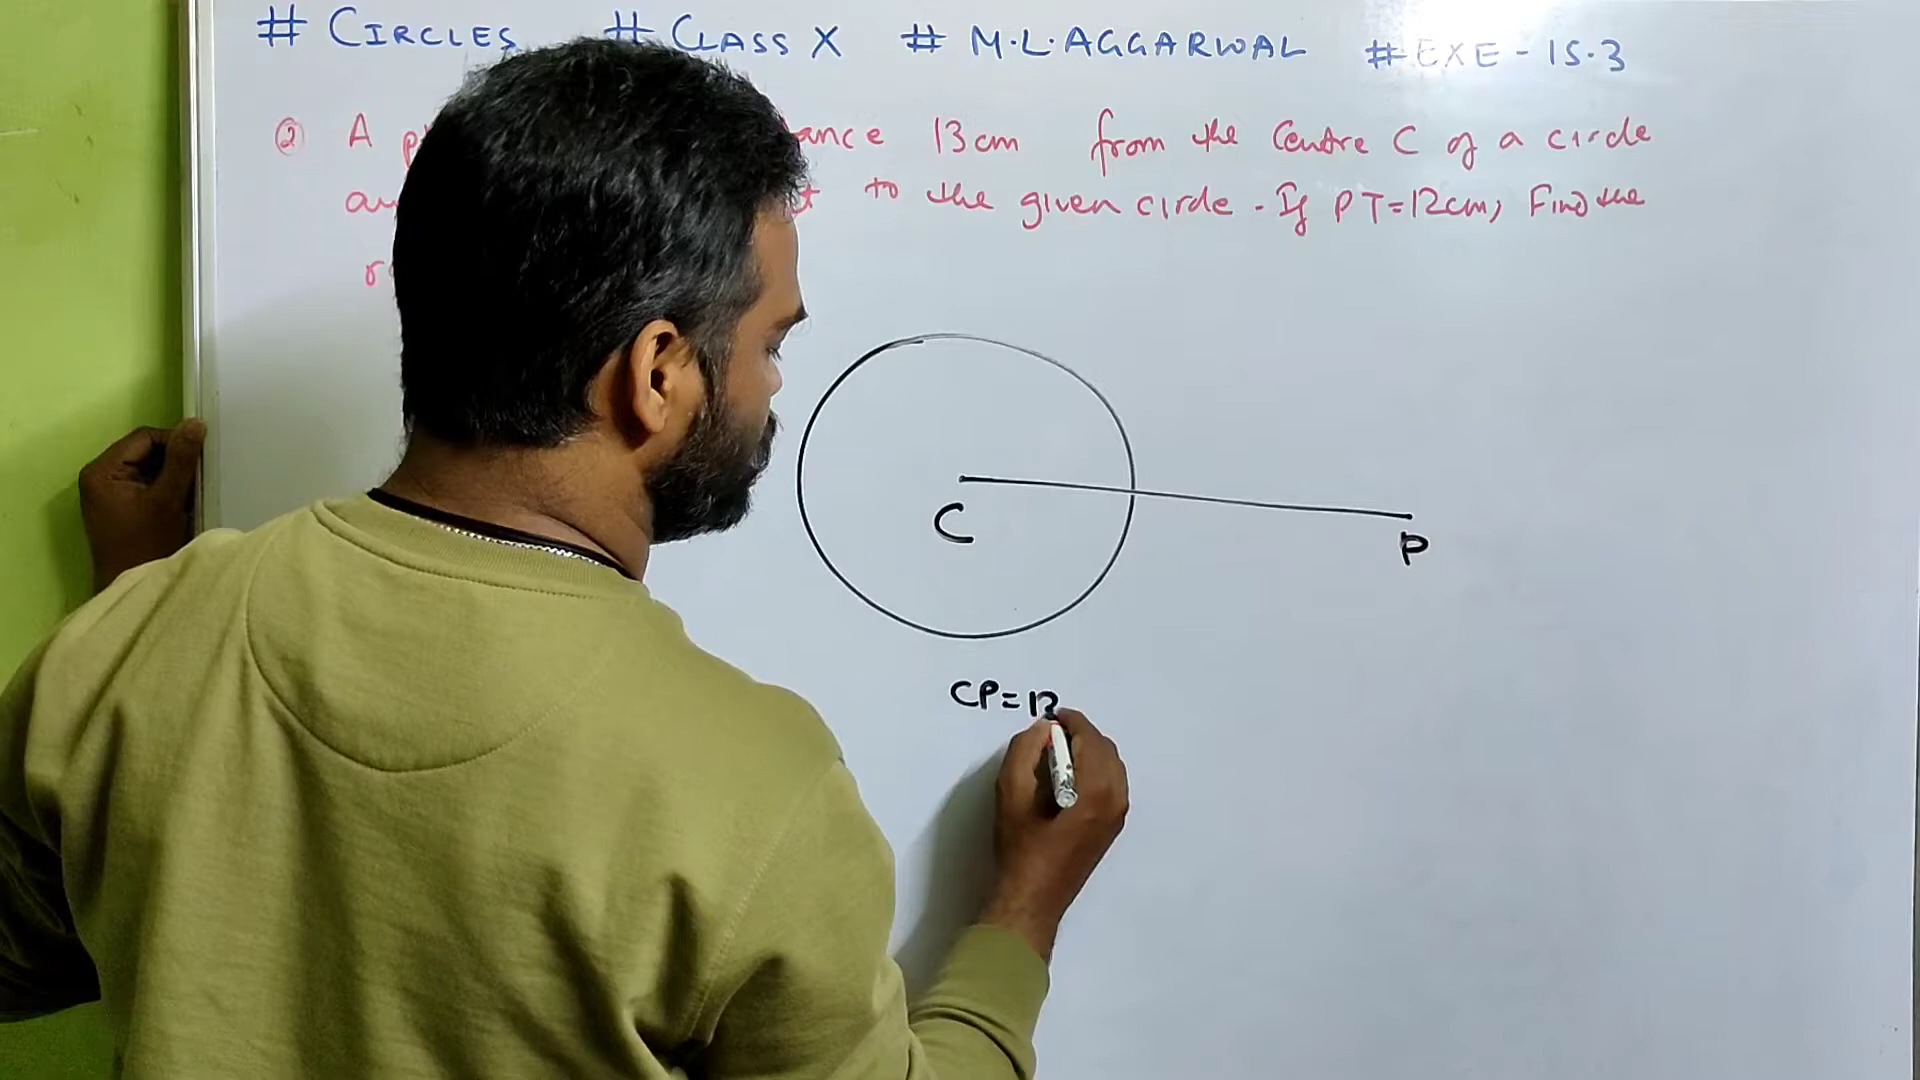 # CIRCLES # CLASS X # M.L.AGGARWAL #EXE-15.3
② A 13cm from the Centre C of a circle
to the given circle. If PT=12cm, Find the
C
P
CP=13